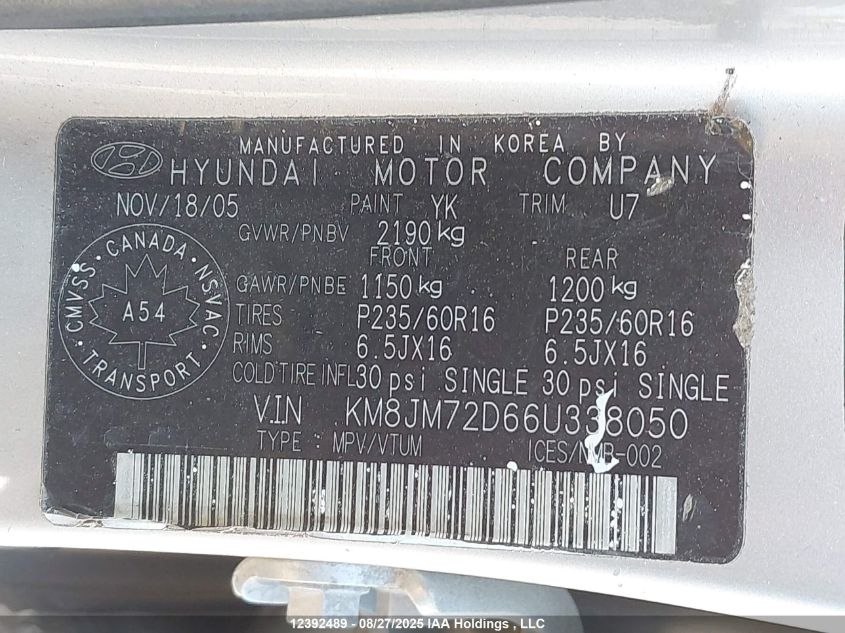 MANUFACTURED IN KOREA BY
HYUNDAI MOTOR COMPANY
NOV/18/05 PAINT YK TRIM U7
GVWR/PNBV 2190 kg
FRONT REAR
GAWR/PNBE 1150 kg 1200 kg
TIRES P235/60R16 P235/60R16
RIMS 6.5JX16 6.5JX16
COLD TIRE INFL 30 psi SINGLE 30 psi SINGLE
CANADA
CMVSS NSVAC
A54
TRANSPORT
V.I.N KM8JM72D66U338050
TYPE : MPV/VTUM ICES/NMB-002
12392489 - 08/27/2025 IAA Holdings , LLC